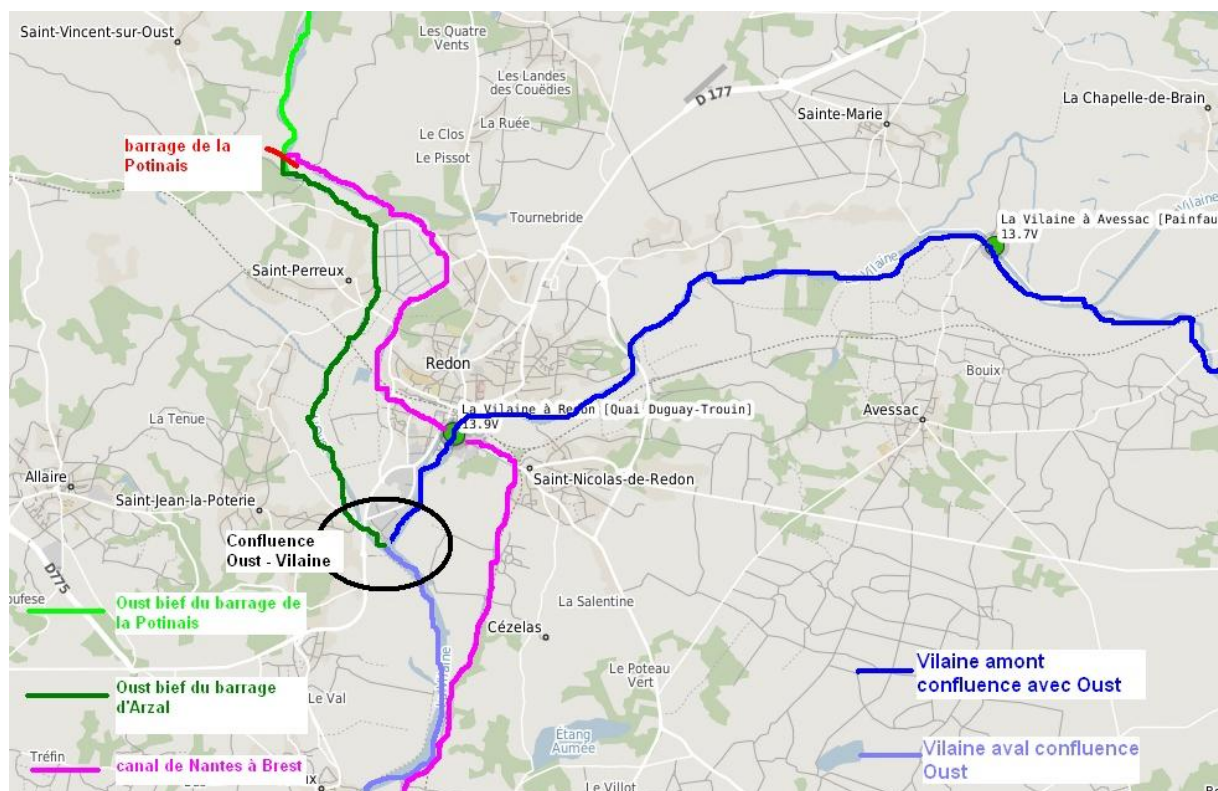 Saint-Vincent-sur-Oust
Les Quatre
Vents
Les Landes
des Couëdies
D 177
La Chapelle-de-Brain
Sainte-Marie
La Ruée
Le Clos
Le Pissot
barrage de la
Potinais
Tournebride
Vilaine
La Vilaine à Avessac [Painfau
13.7V
La Vilaine
Saint-Perreux
Redon
Bouix
La Vilaine à Redon [Quai Duguay-Trouin]
13.9V
Avessac
La Tenue
Allaire
Saint-Nicolas-de-Redon
Saint-Jean-la-Poterie
Confluence
Oust - Vilaine
D775
oufese
Oust bief du barrage de
la Potinais
La Salentine
Cézelas
Vilaine amont
confluence avec Oust
Le Poteau
Vert
Oust bief du barrage
d'Arzal
Le Val
Étang
Aumée
Vilaine aval confluence
Oust
Tréfin
canal de Nantes à Brest
ix
Le Villot